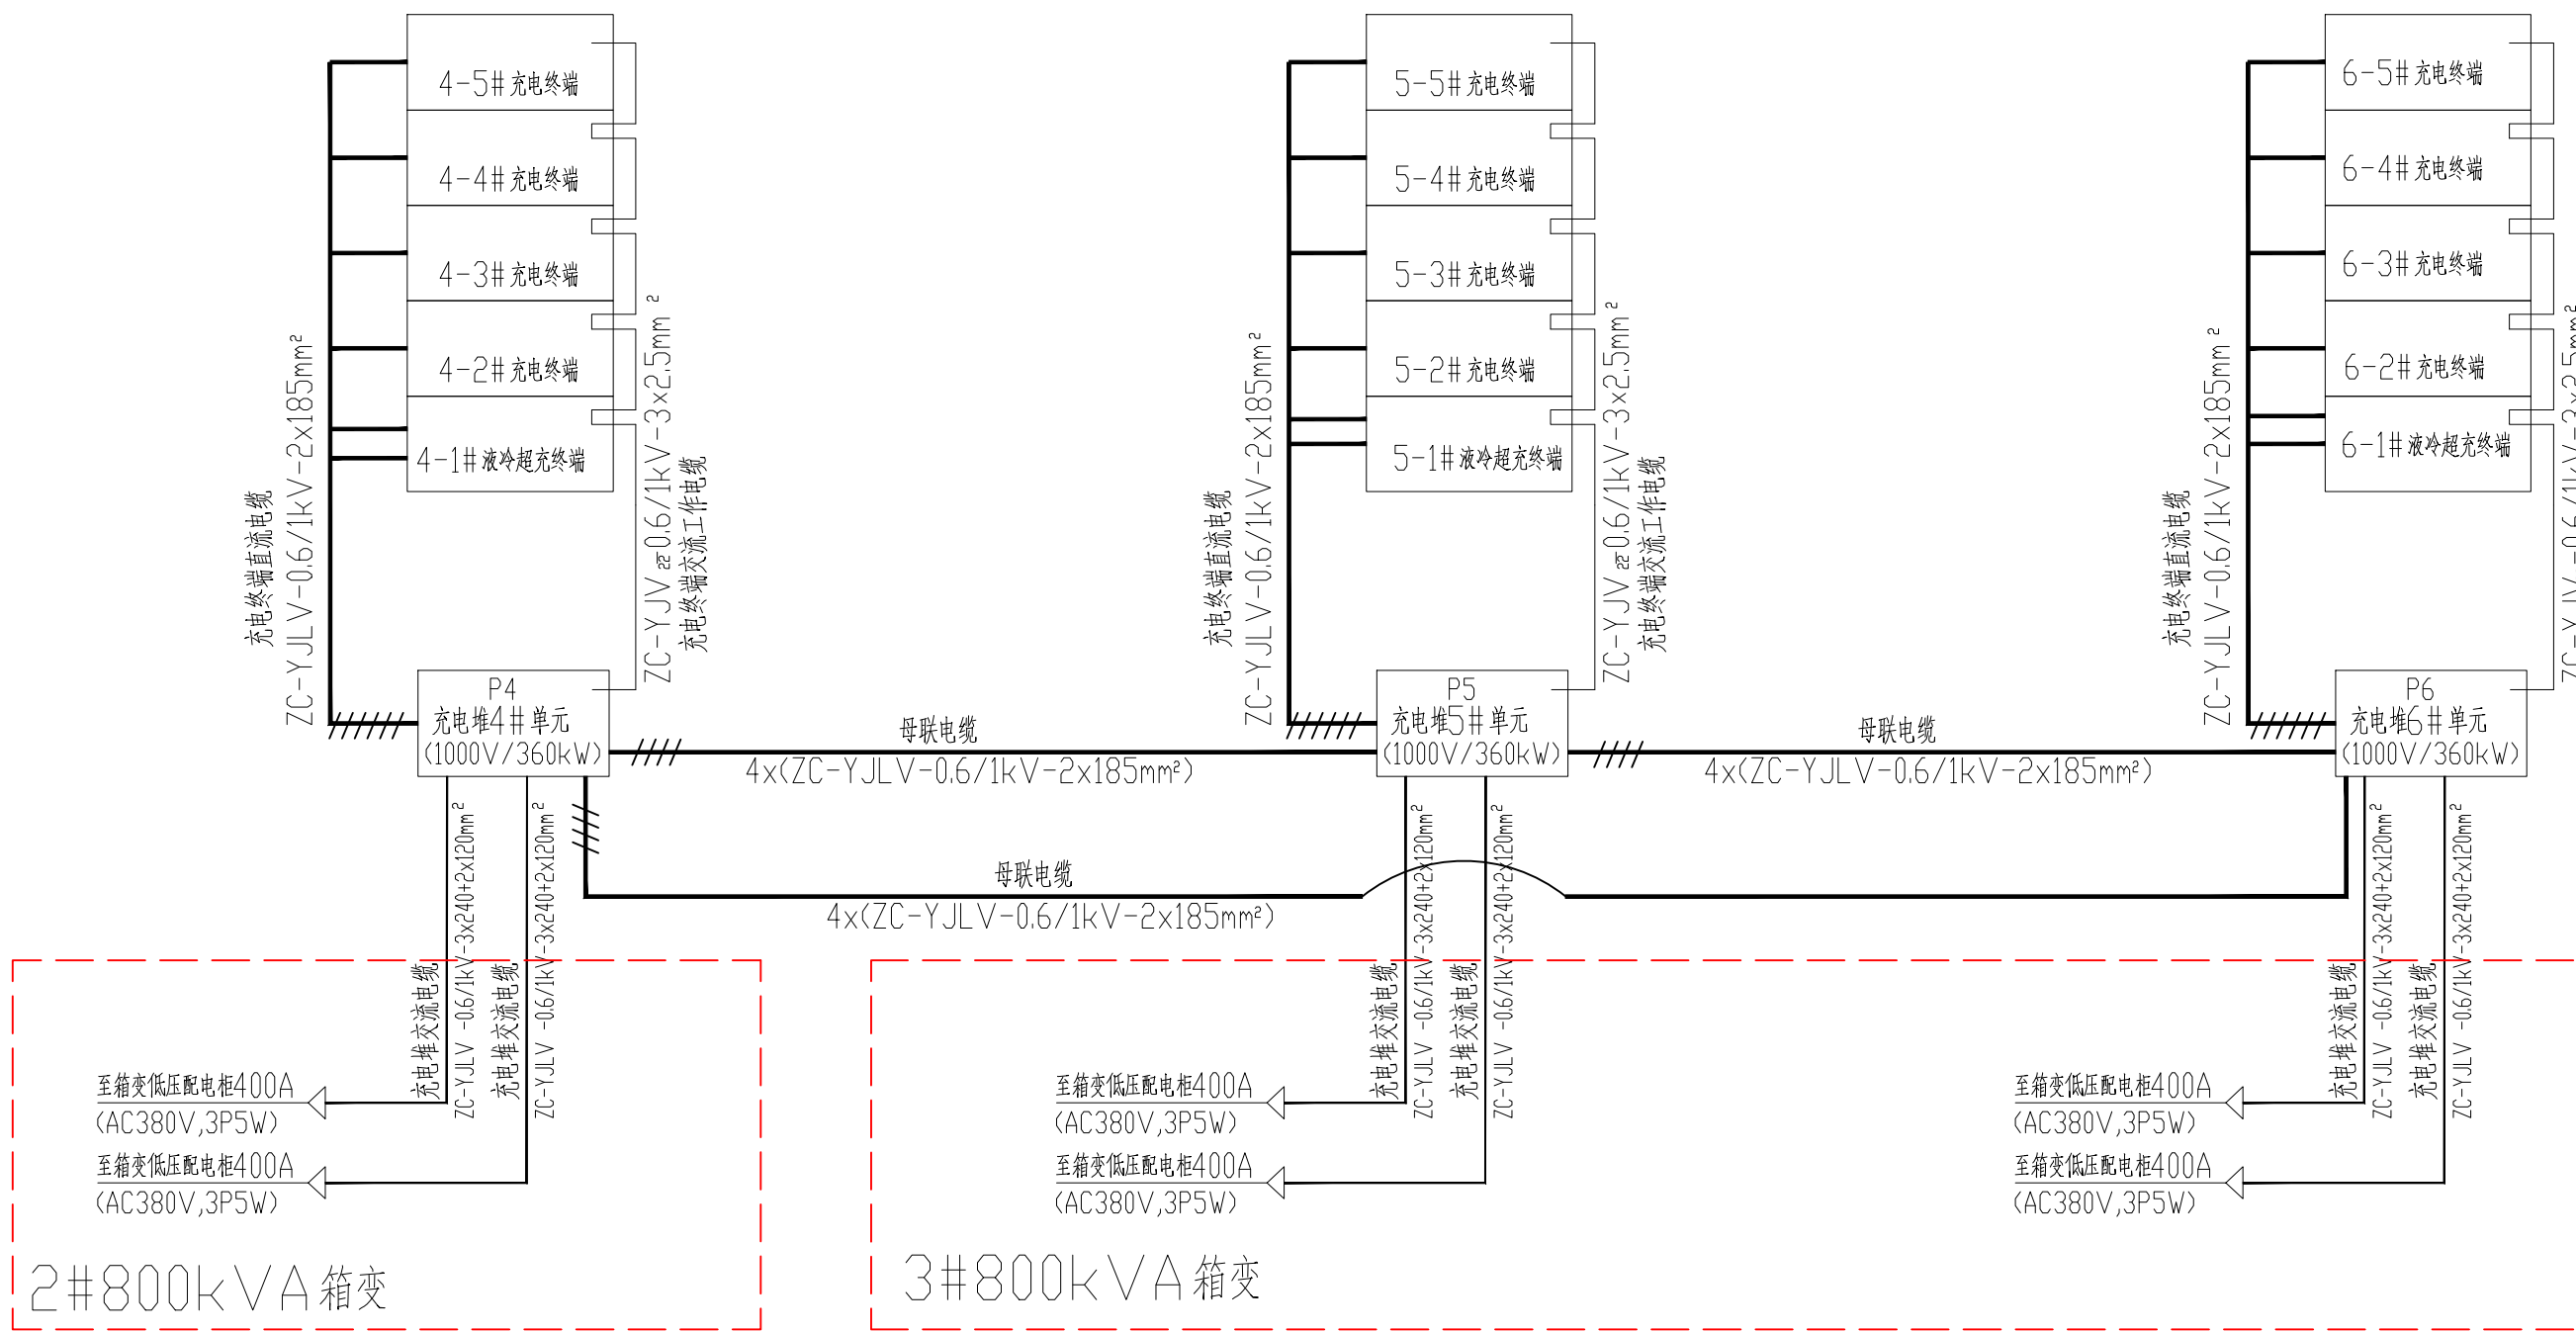 4-5#充电终端
4-4#充电终端
4-3#充电终端
4-2#充电终端
4-1#液冷超充终端
充电终端直流电缆
ZC-YJLV-0.6/1kV-2x185mm²
ZC-YJV22 0.6/1kV-3x2.5mm²
充电终端交流工作电缆
P4
充电堆4#单元
(1000V/360kW)
母联电缆
4x(ZC-YJLV-0.6/1kV-2x185mm²)
母联电缆
4x(ZC-YJLV-0.6/1kV-2x185mm²)
充电堆交流电缆
ZC-YJLV -0.6/1kV-3x240+2x120mm²
充电堆交流电缆
ZC-YJLV -0.6/1kV-3x240+2x120mm²
至箱变低压配电柜400A
(AC380V,3P5W)
至箱变低压配电柜400A
(AC380V,3P5W)
2#800kVA箱变
5-5#充电终端
5-4#充电终端
5-3#充电终端
5-2#充电终端
5-1#液冷超充终端
充电终端直流电缆
ZC-YJLV-0.6/1kV-2x185mm²
ZC-YJV22 0.6/1kV-3x2.5mm²
充电终端交流工作电缆
P5
充电堆5#单元
(1000V/360kW)
母联电缆
4x(ZC-YJLV-0.6/1kV-2x185mm²)
充电堆交流电缆
ZC-YJLV -0.6/1kV-3x240+2x120mm²
充电堆交流电缆
ZC-YJLV -0.6/1kV-3x240+2x120mm²
至箱变低压配电柜400A
(AC380V,3P5W)
至箱变低压配电柜400A
(AC380V,3P5W)
3#800kVA箱变
6-5#充电终端
6-4#充电终端
6-3#充电终端
6-2#充电终端
6-1#液冷超充终端
充电终端直流电缆
ZC-YJLV-0.6/1kV-2x185mm²
P6
充电堆6#单元
(1000V/360kW)
充电堆交流电缆
ZC-YJLV -0.6/1kV-3x240+2x120mm²
充电堆交流电缆
ZC-YJLV -0.6/1kV-3x240+2x120mm²
至箱变低压配电柜400A
(AC380V,3P5W)
至箱变低压配电柜400A
(AC380V,3P5W)